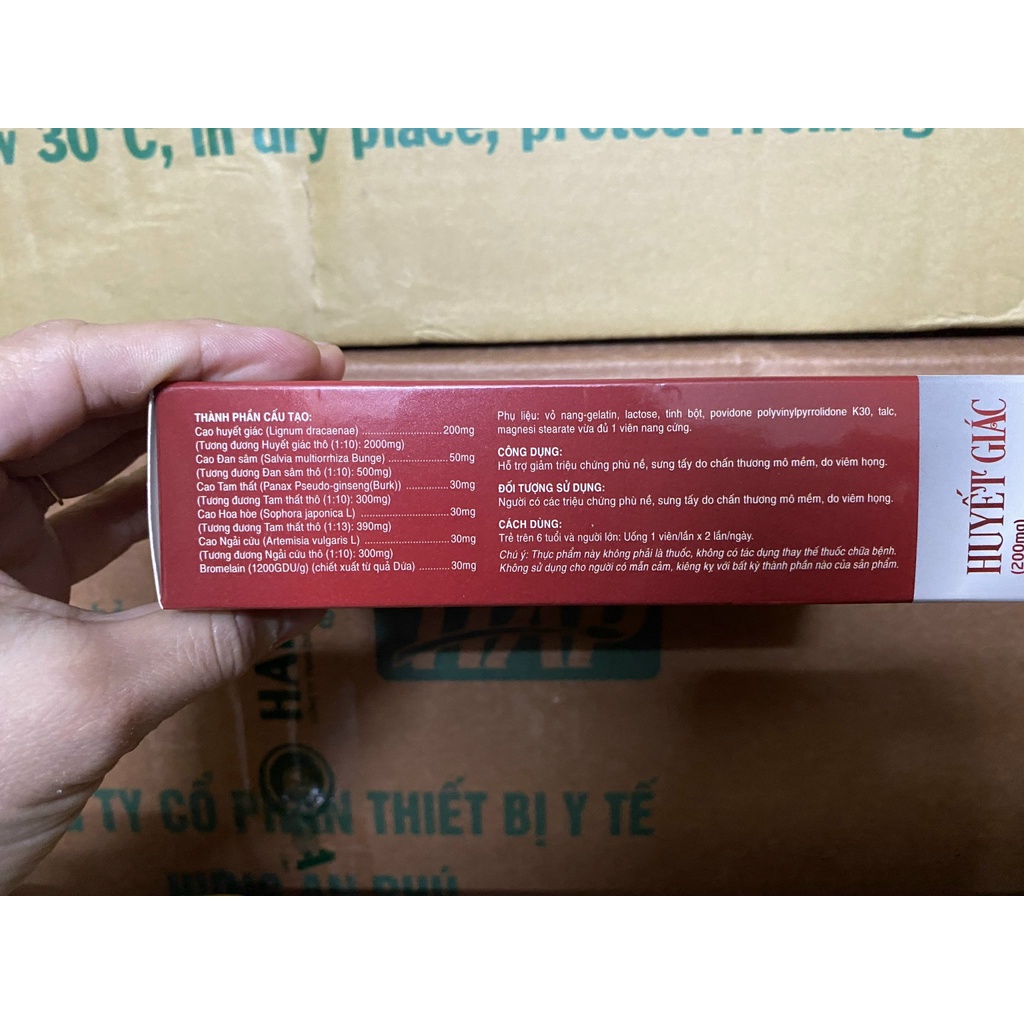 30°C, in dry place, protect from
THÀNH PHẦN CẤU TẠO:
Cao huyết giác (Lignum dracaenae) ..........................200mg
(Tương đương Huyết giác thô (1:10): 2000mg)
Cao Đan sâm (Salvia multiorrhiza Bunge) ...................50mg
(Tương đương Đan sâm thô (1:10): 500mg)
Cao Tam thất (Panax Pseudo-ginseng(Burk)) ..............30mg
(Tương đương Tam thất thô (1:10): 300mg)
Cao Hoa hòe (Sophora japonica L) .............................30mg
(Tương đương Tam thất thô (1:13): 390mg)
Cao Ngải cứu (Artemisia vulgaris L) ............................30mg
(Tương đương Ngải cứu thô (1:10): 300mg)
Bromelain (1200GDU/g) (chiết xuất từ quả Dứa) ..........30mg
Phụ liệu: vỏ nang-gelatin, lactose, tinh bột, povidone polyvinylpyrrolidone K30, talc,
magnesi stearate vừa đủ 1 viên nang cứng.
CÔNG DỤNG:
Hỗ trợ giảm triệu chứng phù nề, sưng tấy do chấn thương mô mềm, do viêm họng.
ĐỐI TƯỢNG SỬ DỤNG:
Người có các triệu chứng phù nề, sưng tấy do chấn thương mô mềm, do viêm họng.
CÁCH DÙNG:
Trẻ trên 6 tuổi và người lớn: Uống 1 viên/lần x 2 lần/ngày.
Chú ý: Thực phẩm này không phải là thuốc, không có tác dụng thay thế thuốc chữa bệnh.
Không sử dụng cho người có mẫn cảm, kiêng kỵ với bất kỳ thành phần nào của sản phẩm.
HUYẾT GIÁC
(200mg)
HAP
TY CỔ PHẦN THIẾT BỊ Y TẾ
HƯNG AN PHÚ